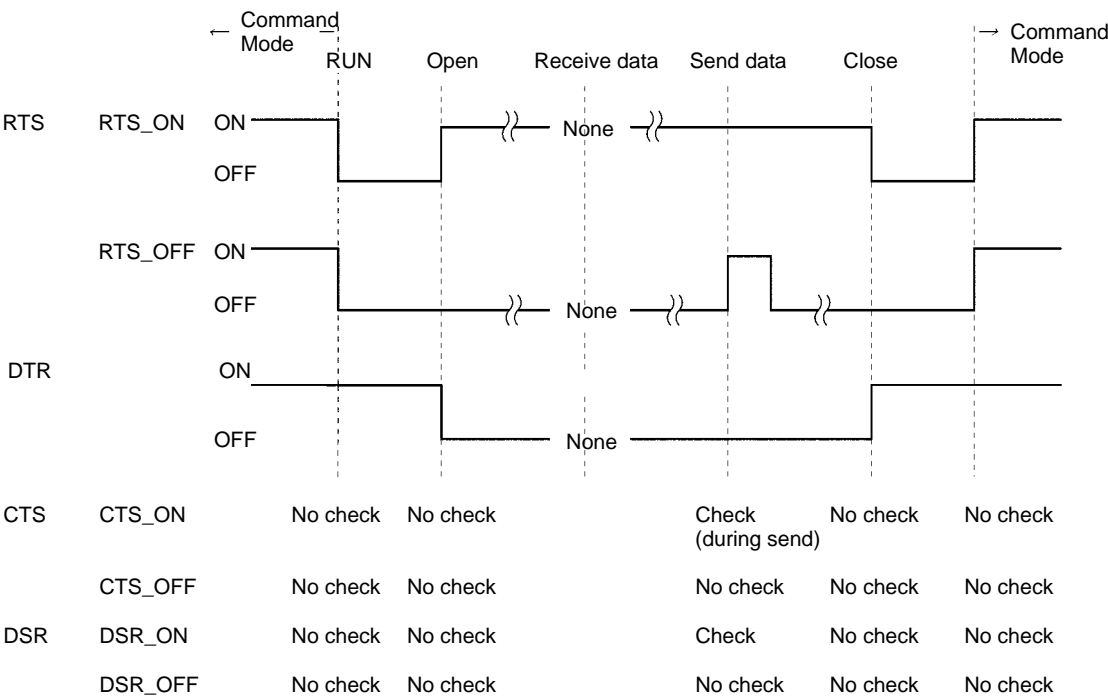 ← Command → Command
Mode Mode
RUN Open Receive data Send data Close
RTS RTS_ON ON
None
OFF
RTS_OFF ON
OFF
None
DTR ON
OFF
None
CTS CTS_ON No check No check Check No check No check
(during send)
CTS_OFF No check No check No check No check No check
DSR DSR_ON No check No check Check No check No check
DSR_OFF No check No check No check No check No check